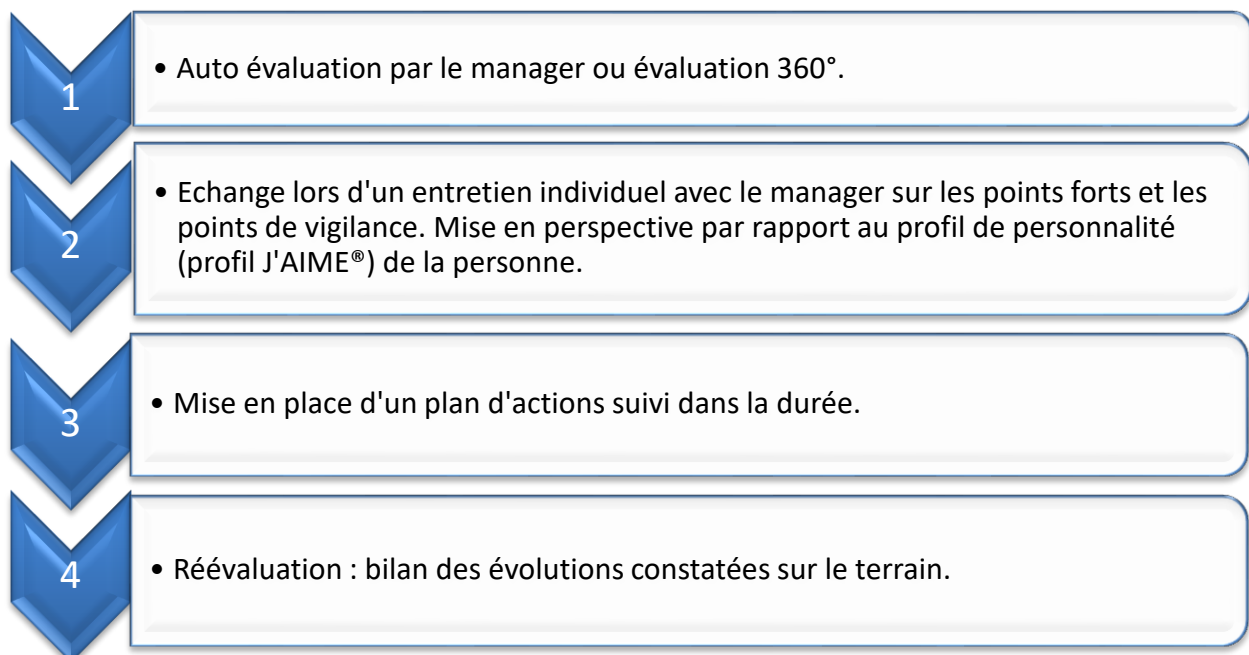 1
• Auto évaluation par le manager ou évaluation 360°.
2
• Echange lors d'un entretien individuel avec le manager sur les points forts et les
points de vigilance. Mise en perspective par rapport au profil de personnalité
(profil J'AIME®) de la personne.
3
• Mise en place d'un plan d'actions suivi dans la durée.
4
• Réévaluation : bilan des évolutions constatées sur le terrain.